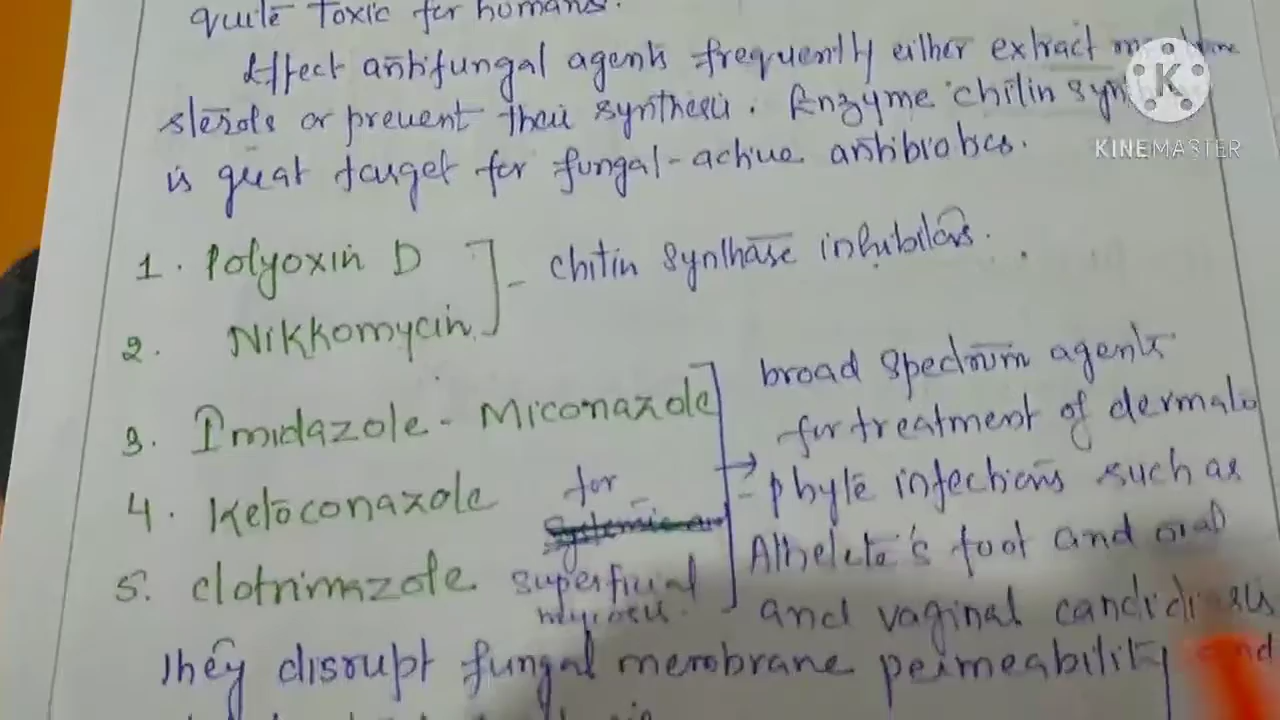 quite toxic for humans.
Effect antifungal agents frequently either extract
sterols or prevent their synthesis. Enzyme chitin
is great target for fungal-active antibiotics.
KINEMASTER
1. Polyoxin D
2. Nikkomycin
- chitin synthase inhibitors.
3. Imidazole - Miconazole
4. Ketoconazole
5. clotrimazole
for
superficial
mycosis.
broad spectrum agents
for treatment of dermato
- phyte infections such as
Athelete's foot and oral
and vaginal candidiasis
They disrupt fungal membrane permeability and